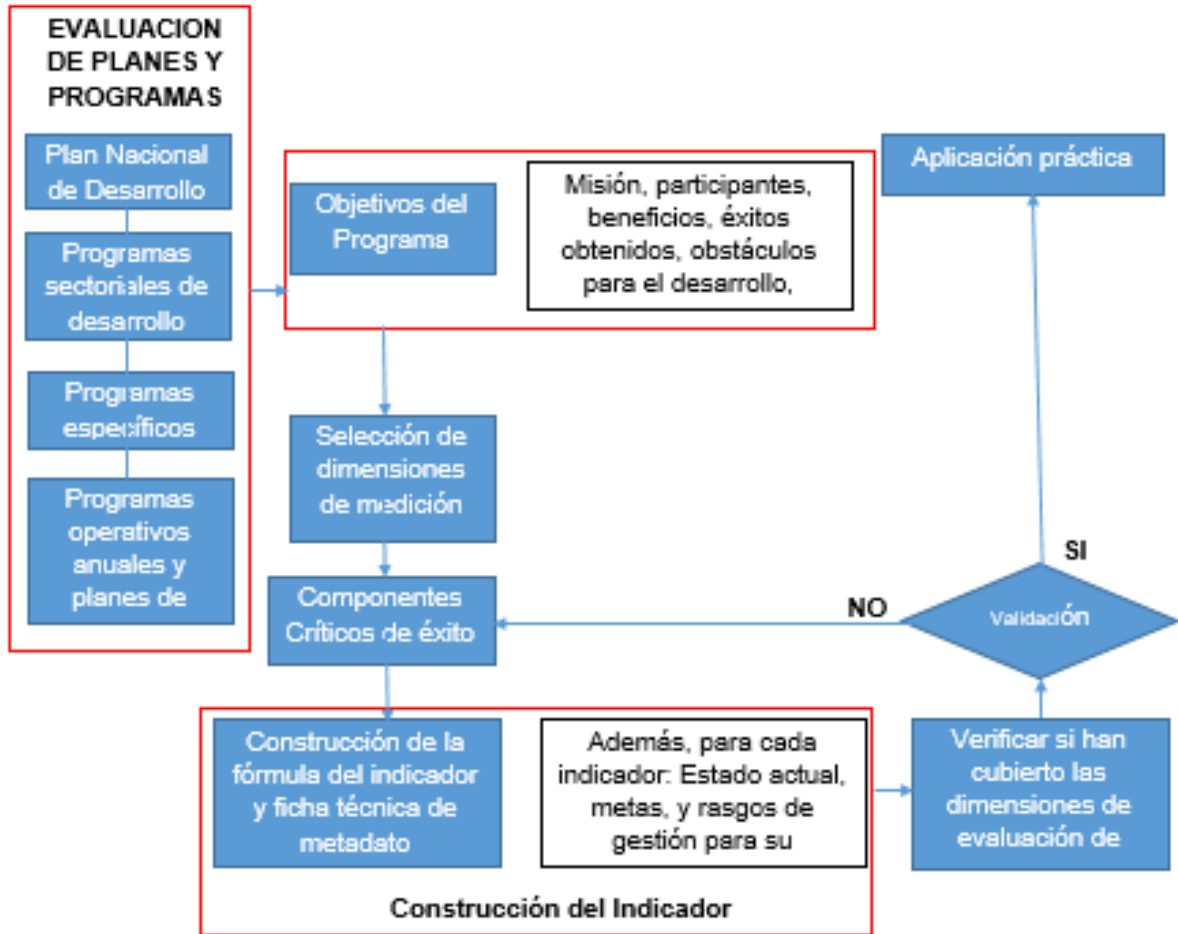 EVALUACION
DE PLANES Y
PROGRAMAS
Plan Nacional
de Desarrollo
Programas
sectoriales de
desarrollo
Programas
específicos
Programas
operativos
anuales y
planes de
Objetivos del
Programa
Misión, participantes,
beneficios, éxitos
obtenidos, obstáculos
para el desarrollo,
Selección de
dimensiones
de medición
Componentes
Críticos de éxito
Construcción de la
fórmula del indicador
y ficha técnica de
metadato
Además, para cada
indicador: Estado actual,
metas, y rasgos de
gestión para su
Construcción del Indicador
Verificar si han
cubierto las
dimensiones de
evaluación de
Validación
NO
SI
Aplicación práctica